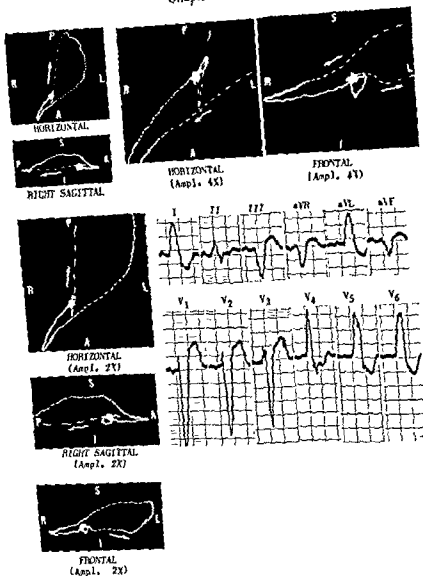 P
R
L
A
HORIZONTAL
S
RIGHT SAGITTAL
P
R
L
A
HORIZONTAL
(Ampl. 4X)
S
R
L
I
FRONTAL
(Ampl. 4X)
P
R
L
A
HORIZONTAL
(Ampl. 2X)
S
P
A
I
RIGHT SAGITTAL
(Ampl. 2X)
S
R
L
I
FRONTAL
(Ampl. 2X)
I II III aVR aVL aVF
V1 V2 V3 V4 V5 V6